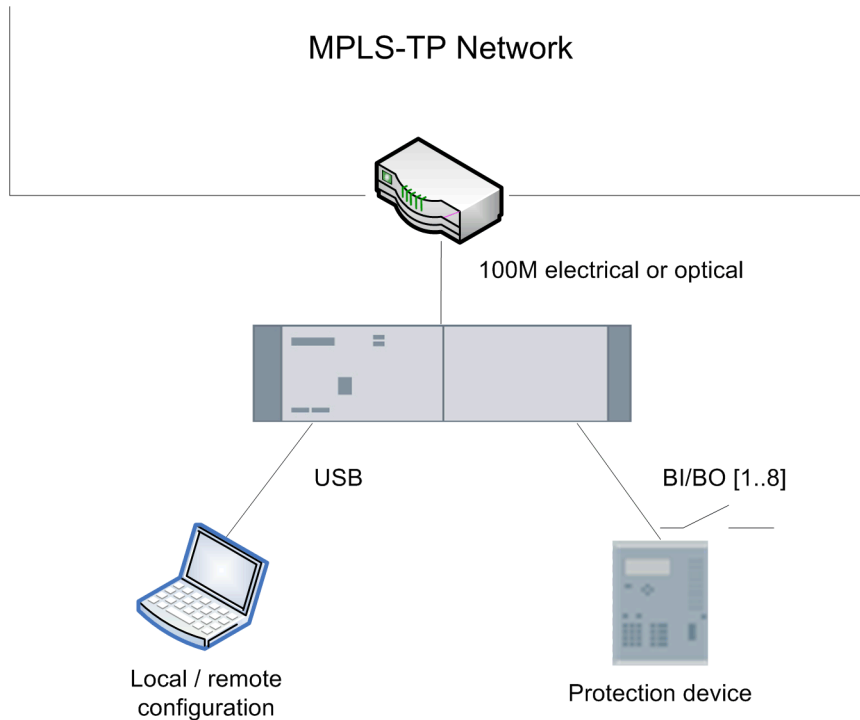 MPLS-TP Network
100M electrical or optical
USB
BI/BO [1..8]
Local / remote
configuration
Protection device